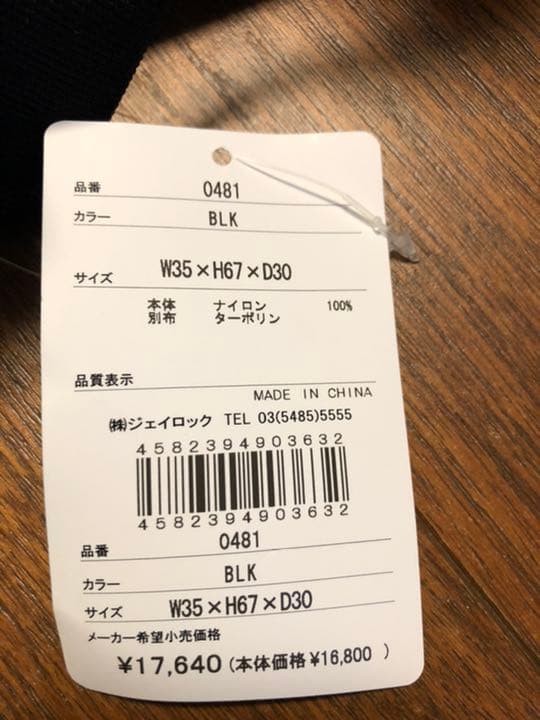 品番 0481
カラー BLK
サイズ W35×H67×D30
本体 ナイロン 100%
別布 ターポリン
品質表示
MADE IN CHINA
㈱ジェイロック TEL 03(5485)5555
4582394903632
4582394903632
品番 0481
カラー BLK
サイズ W35×H67×D30
メーカー希望小売価格
¥17,640(本体価格¥16,800 )